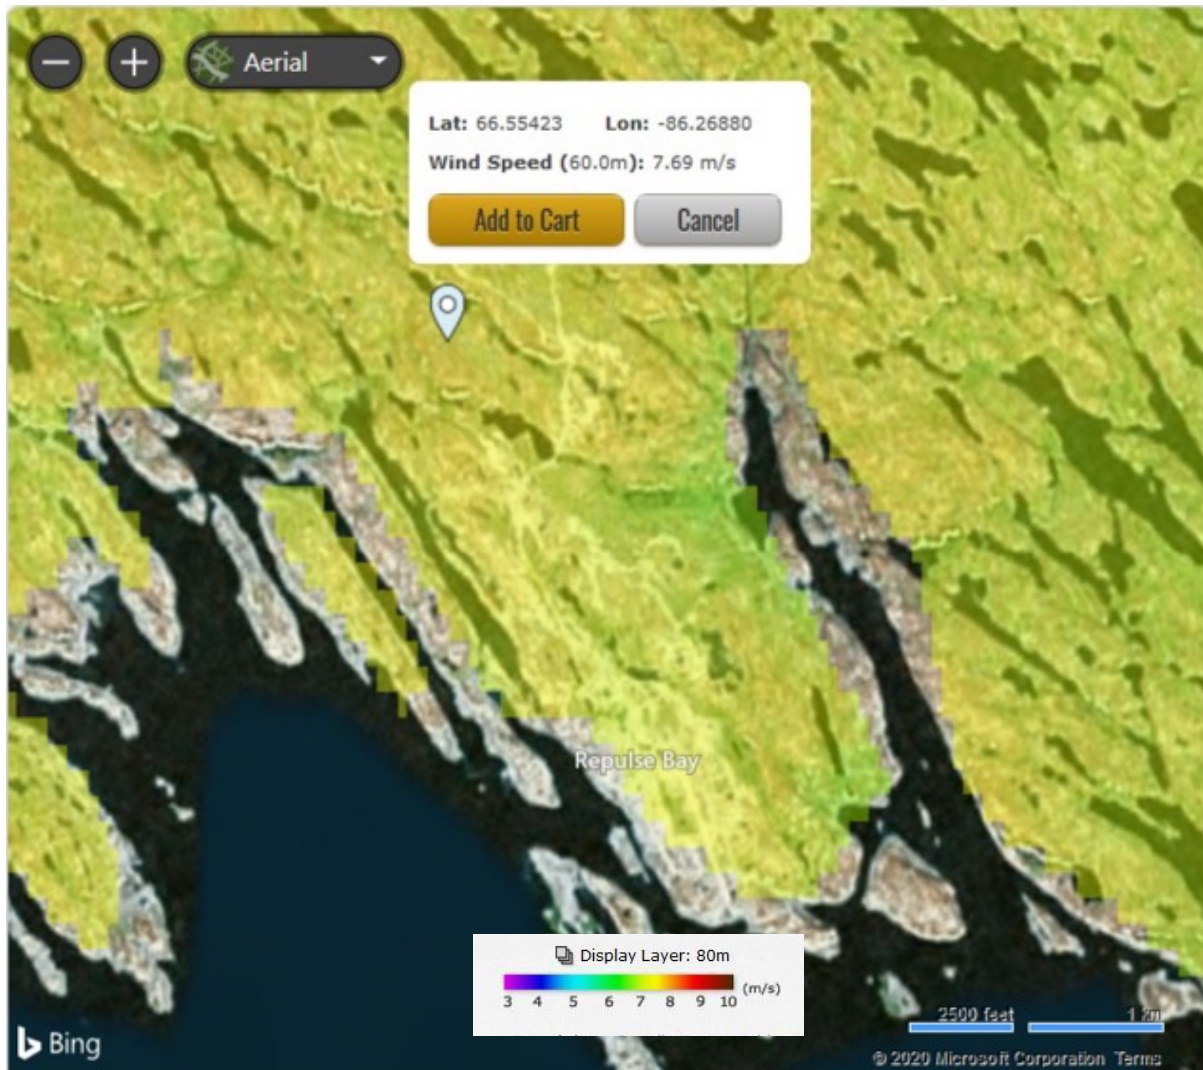 Aerial
Lat: 66.55423 Lon: -86.26880
Wind Speed (60.0m): 7.69 m/s
Add to Cart Cancel
Repulse Bay
Display Layer: 80m
3 4 5 6 7 8 9 10 (m/s)
2500 feet 1 km
Bing
© 2020 Microsoft Corporation Terms